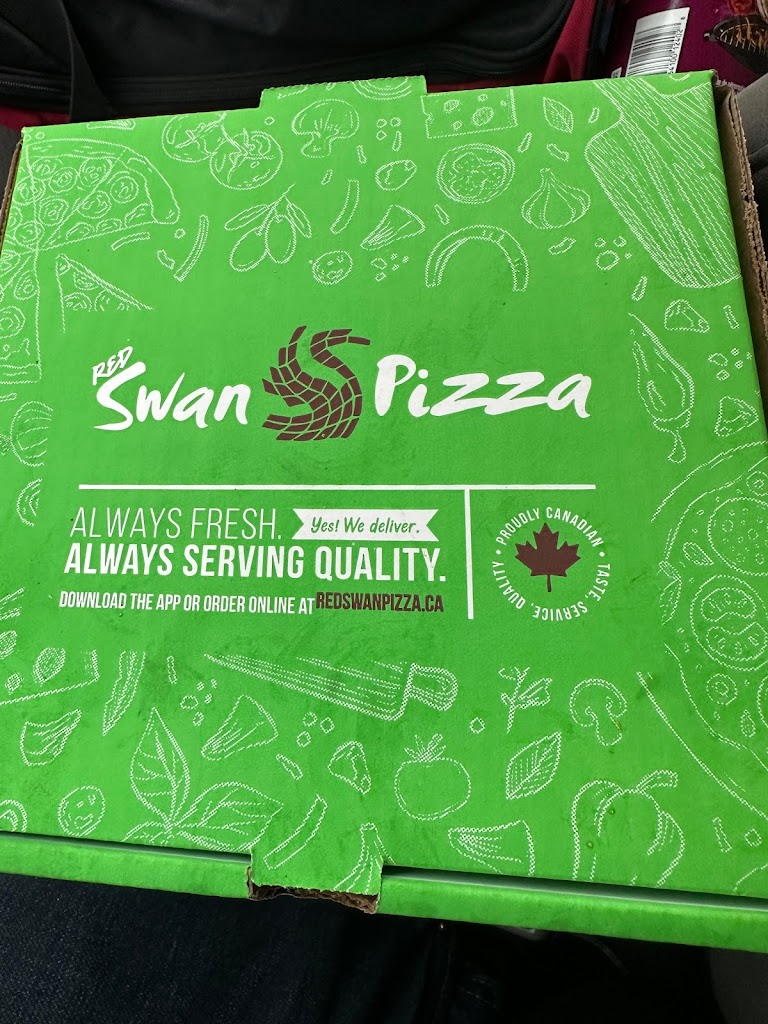 RED
Swan Pizza
ALWAYS FRESH. Yes! We deliver.
ALWAYS SERVING QUALITY.
DOWNLOAD THE APP OR ORDER ONLINE AT REDSWANPIZZA.CA
PROUDLY CANADIAN • TASTE. SERVICE. QUALITY •